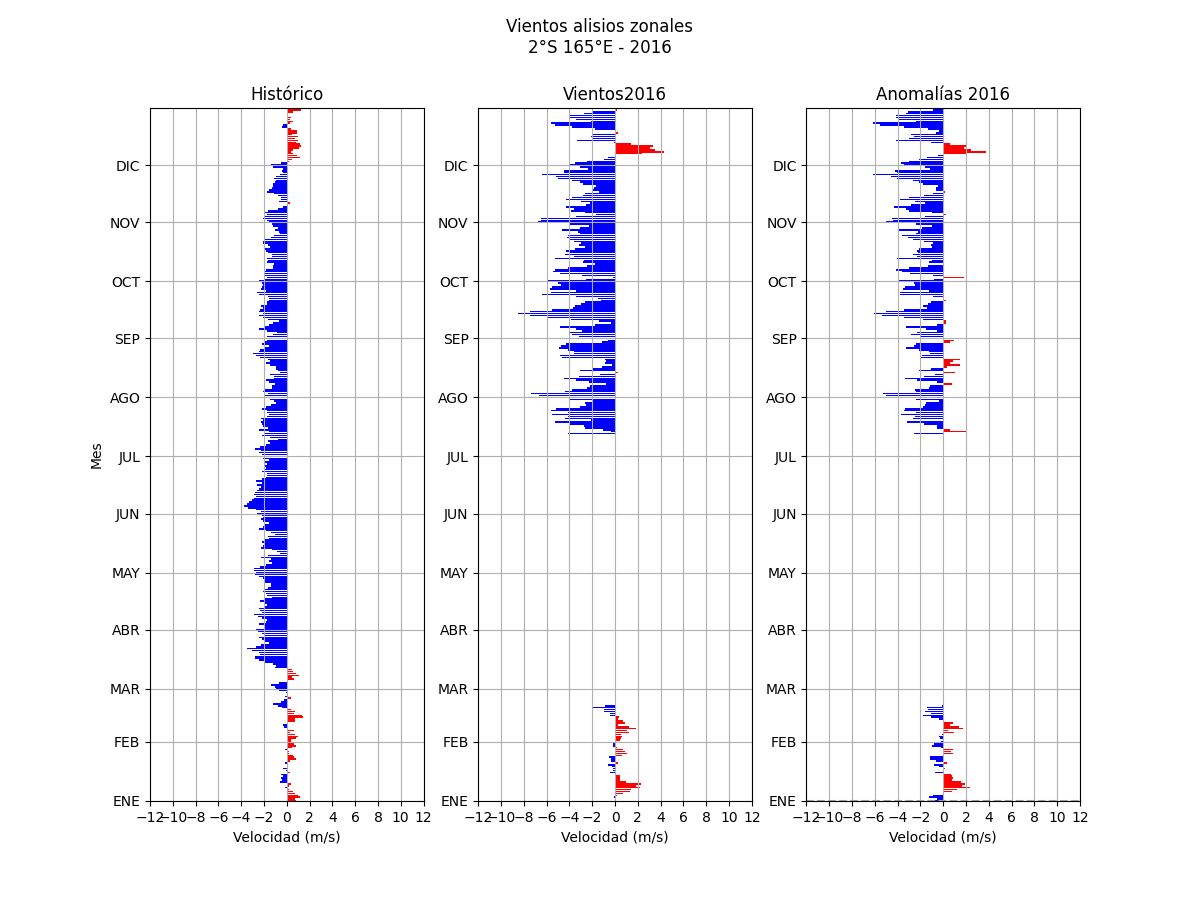 Vientos alisios zonales
2°S 165°E - 2016
Histórico
Vientos2016
Anomalías 2016
Mes
DIC
NOV
OCT
SEP
AGO
JUL
JUN
MAY
ABR
MAR
FEB
ENE
−12 −10 −8 −6 −4 −2 0 2 4 6 8 10 12
Velocidad (m/s)
DIC
NOV
OCT
SEP
AGO
JUL
JUN
MAY
ABR
MAR
FEB
ENE
−12 −10 −8 −6 −4 −2 0 2 4 6 8 10 12
Velocidad (m/s)
DIC
NOV
OCT
SEP
AGO
JUL
JUN
MAY
ABR
MAR
FEB
ENE
−12 −10 −8 −6 −4 −2 0 2 4 6 8 10 12
Velocidad (m/s)